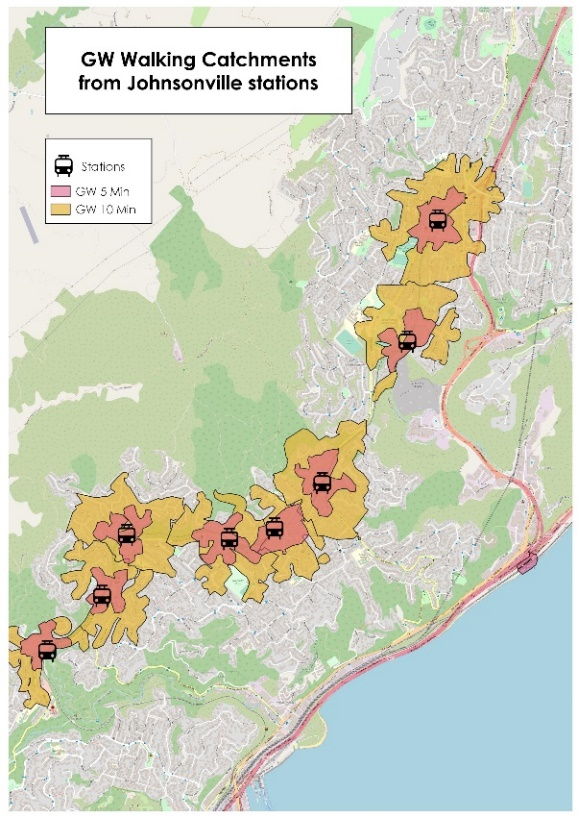 GW Walking Catchments
from Johnsonville stations
Stations
GW 5 Min
GW 10 Min